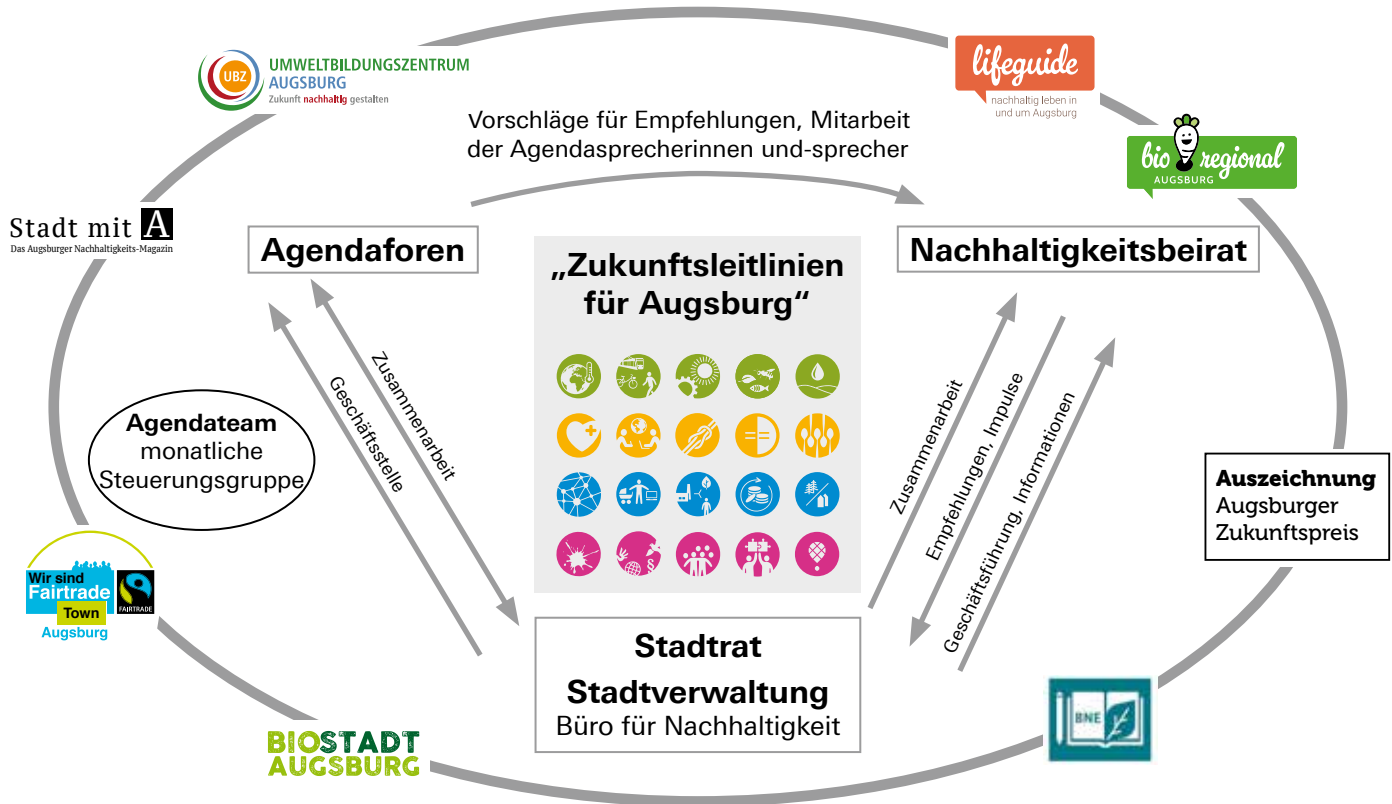 UBZ
UMWELTBILDUNGSZENTRUM
AUGSBURG
Zukunft nachhaltig gestalten
lifeguide
nachhaltig leben in
und um Augsburg
Vorschläge für Empfehlungen, Mitarbeit
der Agendasprecherinnen und-sprecher
bio regional
AUGSBURG
Stadt mit A
Das Augsburger Nachhaltigkeits-Magazin
Agendaforen
Nachhaltigkeitsbeirat
„Zukunftsleitlinien
für Augsburg“
Zusammenarbeit
Geschäftsstelle
Zusammenarbeit
Empfehlungen, Impulse
Geschäftsführung, Informationen
Agendateam
monatliche
Steuerungsgruppe
Auszeichnung
Augsburger
Zukunftspreis
Wir sind
Fairtrade
Town
Augsburg
FAIRTRADE
Stadtrat
Stadtverwaltung
Büro für Nachhaltigkeit
BIOSTADT
AUGSBURG
BNE